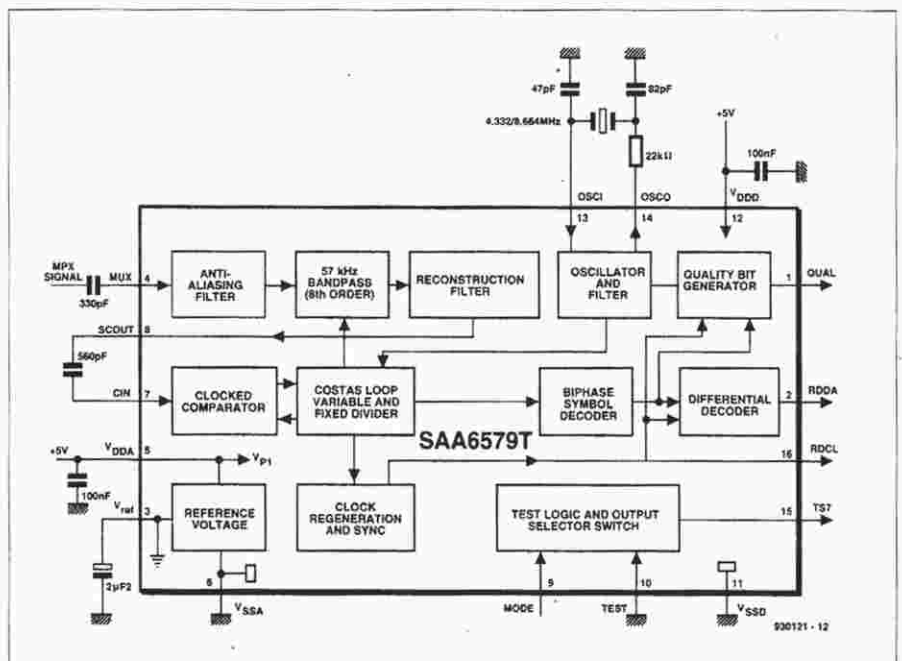 47pF
82pF
4.332/8.664MHz
22kΩ
+5V
100nF
OSCI
OSCO
VDDD
13
14
12
MPX
SIGNAL
330pF
MUX
4
ANTI-
ALIASING
FILTER
57 kHz
BANDPASS
(8th ORDER)
RECONSTRUCTION
FILTER
OSCILLATOR
AND
FILTER
QUALITY BIT
GENERATOR
1
QUAL
SCOUT
8
560pF
CIN
7
CLOCKED
COMPARATOR
COSTAS LOOP
VARIABLE AND
FIXED DIVIDER
BIPHASE
SYMBOL
DECODER
DIFFERENTIAL
DECODER
2
RDDA
SAA6579T
+5V
VDDA
5
VP1
16
RDCL
100nF
Vref
3
REFERENCE
VOLTAGE
CLOCK
REGENERATION
AND SYNC
TEST LOGIC AND OUTPUT
SELECTOR SWITCH
15
TS7
2µF2
6
VSSA
9
MODE
10
TEST
11
VSSD
930121 - 12